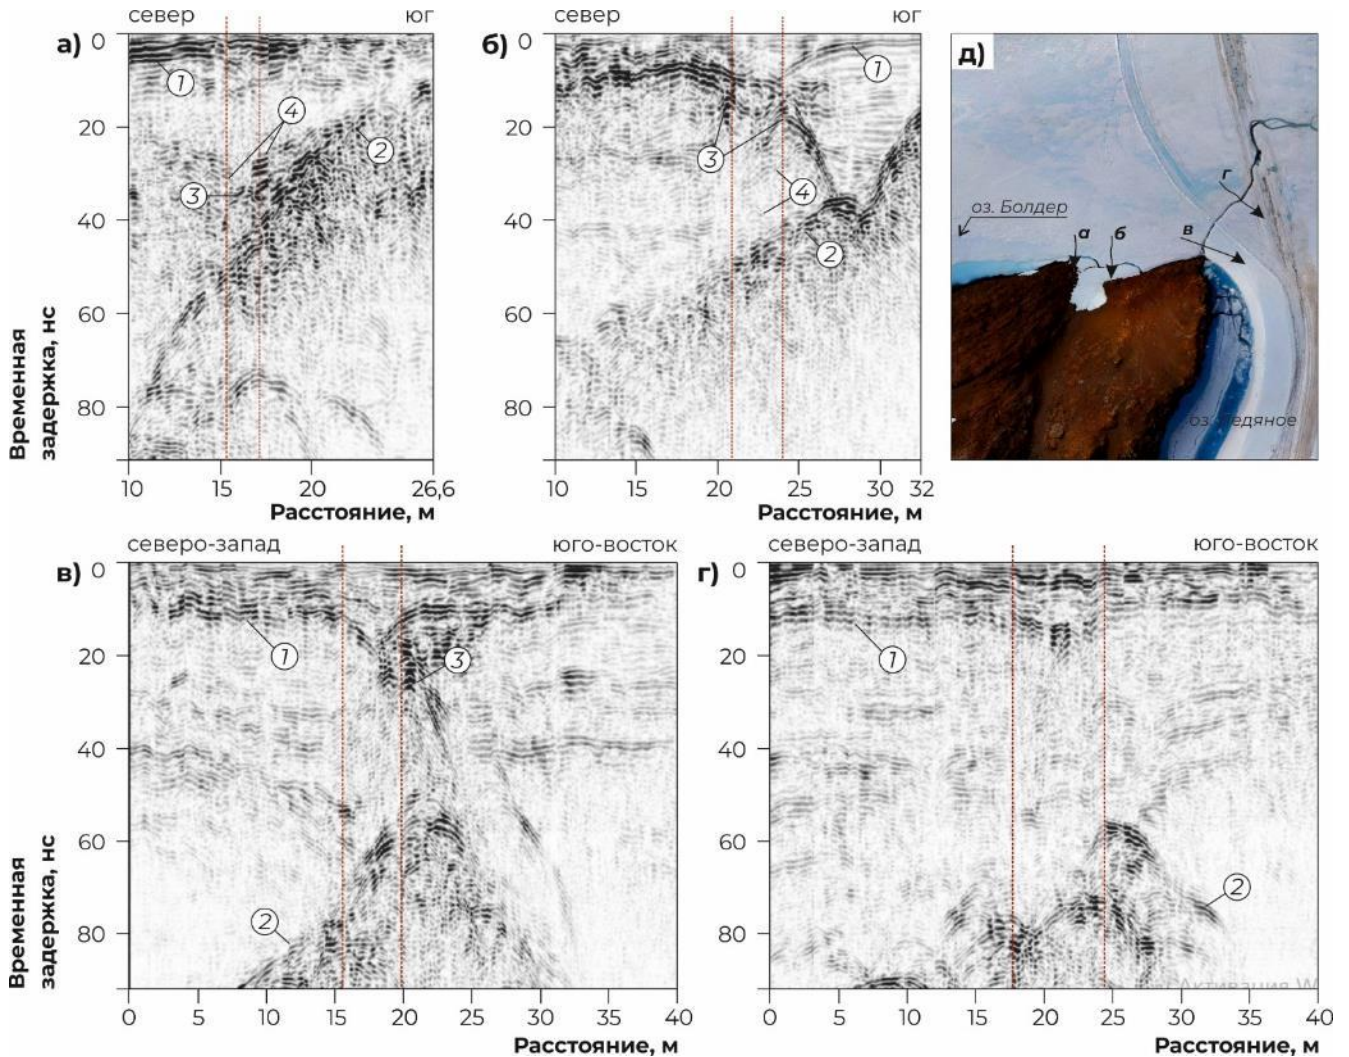 север
юг
север
юг
а)
б)
д)
0
20
40
60
80
1
4
2
3
0
20
40
60
80
1
3
4
2
оз. Болдер
а
б
в
г
оз. Ледяное
Временная
задержка, нс
10
15
20
26,6
10
20
25
30
32
Расстояние, м
Расстояние, м
северо-запад
юго-восток
северо-запад
юго-восток
в)
г)
0
20
40
60
80
1
3
2
0
20
40
60
80
1
2
Активация W
Временная
задержка, нс
0
5
10
15
20
25
30
35
40
0
5
10
15
20
25
30
35
40
Расстояние, м
Расстояние, м